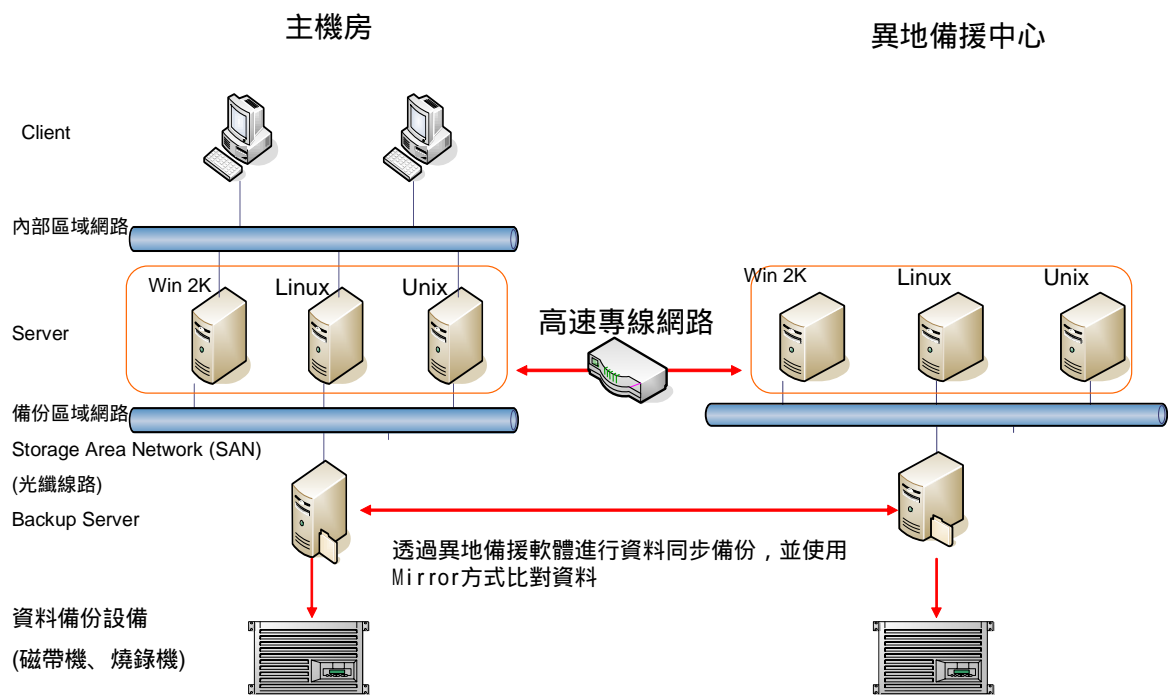 主機房
異地備援中心
Client
內部區域網路
Win 2K
Linux
Unix
Win 2K
Linux
Unix
Server
高速專線網路
備份區域網路
Storage Area Network (SAN)
(光纖線路)
Backup Server
透過異地備援軟體進行資料同步備份，並使用
Mirror方式比對資料
資料備份設備
(磁帶機、燒錄機)